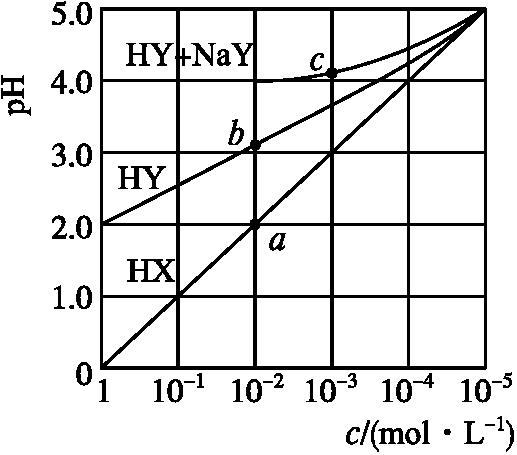 5.0
HY+NaY
c
4.0
pH
b
3.0
HY
2.0
a
HX
1.0
0
1 10⁻¹ 10⁻² 10⁻³ 10⁻⁴ 10⁻⁵
c/(mol · L⁻¹)